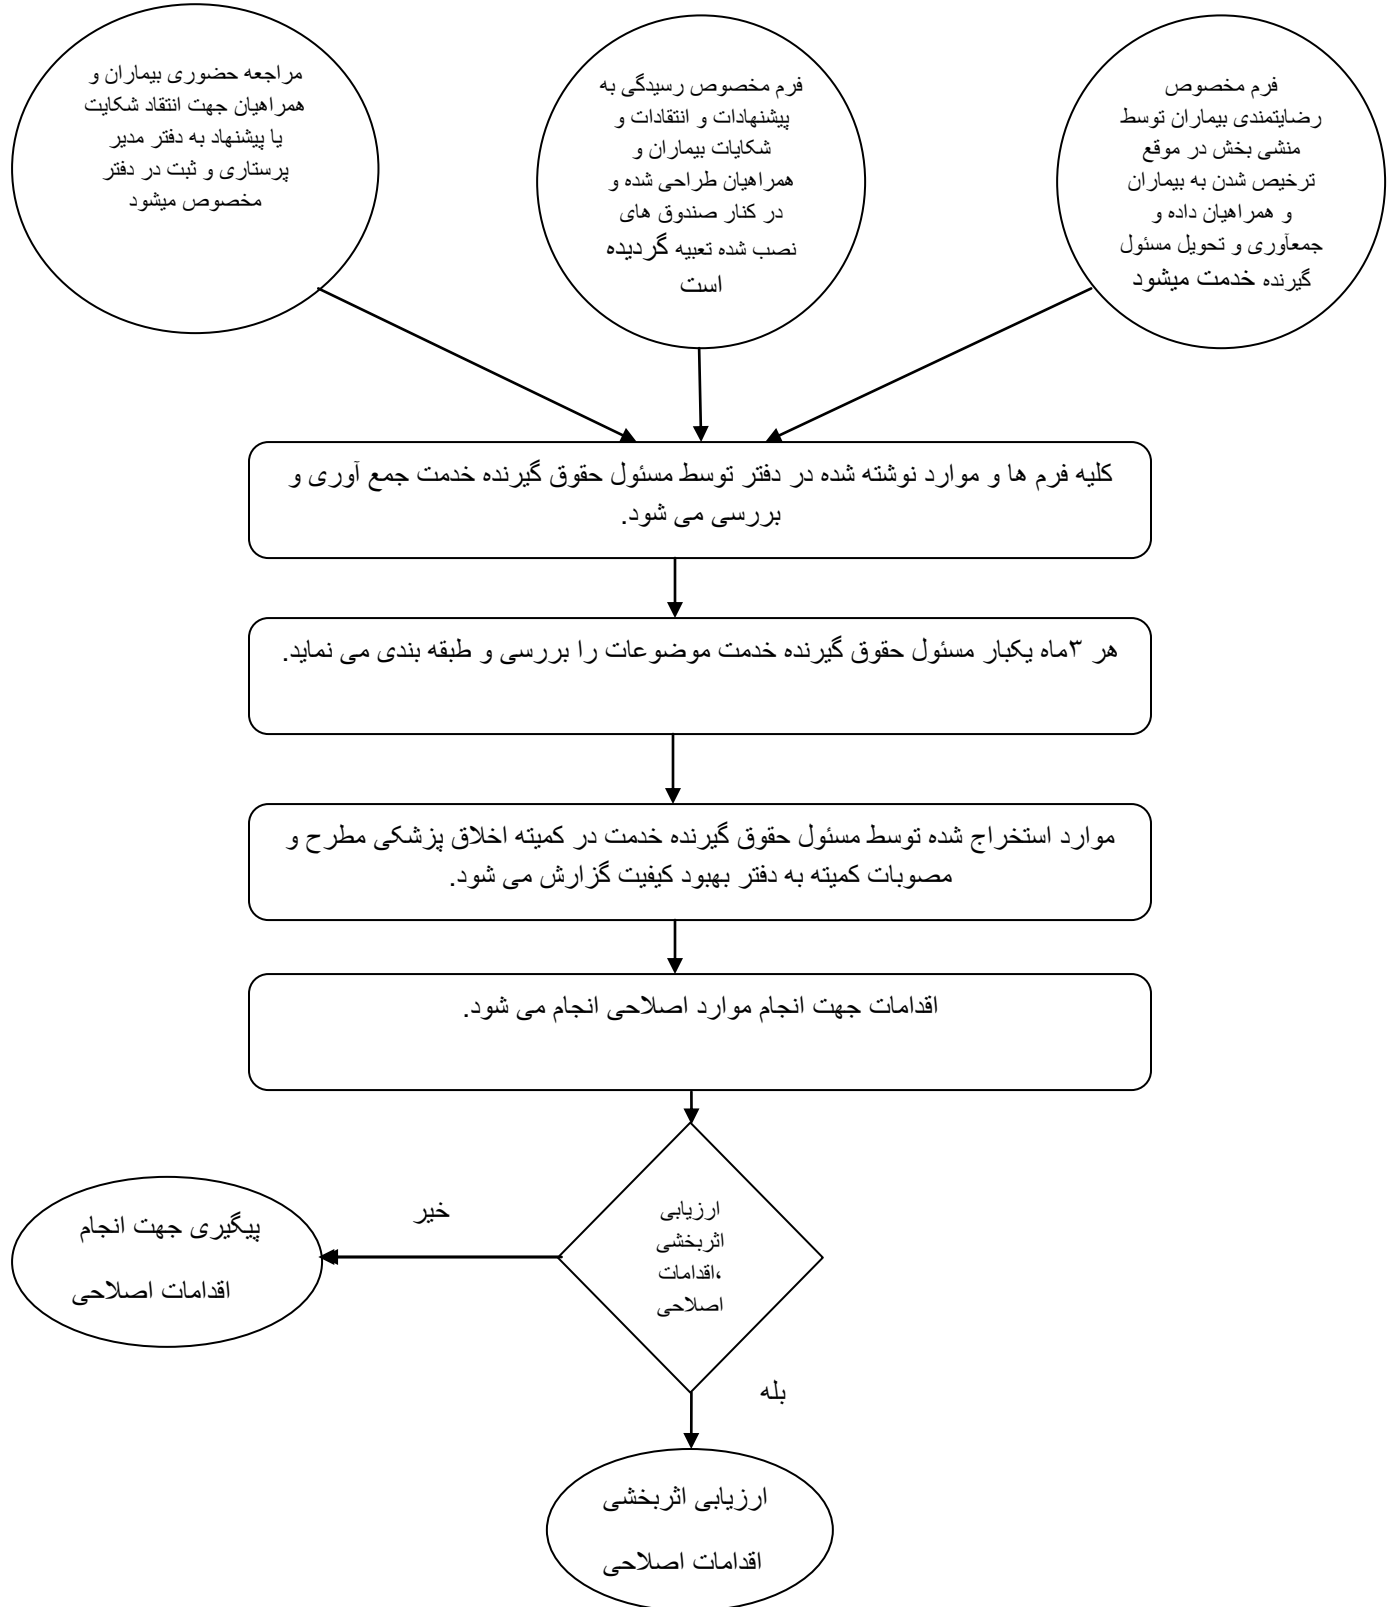 فرم مخصوص
رضایتمندی بیماران توسط
منشی بخش در موقع
ترخیص شدن به بیماران
و همراهیان داده و
جمعآوری و تحویل مسئول
گیرنده خدمت میشود
فرم مخصوص رسیدگی به
پیشنهادات و انتقادات و
شکایات بیماران و
همراهیان طراحی شده و
در کنار صندوق های
نصب شده تعبیه گردیده
است
مراجعه حضوری بیماران و
همراهیان جهت انتقاد شکایت
یا پیشنهاد به دفتر مدیر
پرستاری و ثبت در دفتر
مخصوص میشود
کلیه فرم ها و موارد نوشته شده در دفتر توسط مسئول حقوق گیرنده خدمت جمع آوری و
بررسی می شود.
هر ۳ماه یکبار مسئول حقوق گیرنده خدمت موضوعات را بررسی و طبقه بندی می نماید.
موارد استخراج شده توسط مسئول حقوق گیرنده خدمت در کمیته اخلاق پزشکی مطرح و
مصوبات کمیته به دفتر بهبود کیفیت گزارش می شود.
اقدامات جهت انجام موارد اصلاحی انجام می شود.
ارزیابی
اثربخشی
،اقدامات
اصلاحی
خیر
پیگیری جهت انجام
اقدامات اصلاحی
بله
ارزیابی اثربخشی
اقدامات اصلاحی